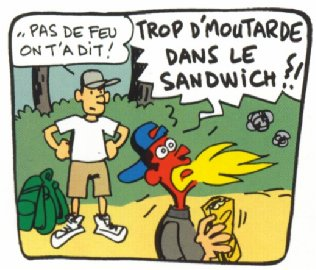 ..PAS DE FEU
ON T'A DIT!
TROP D'MOUTARDE
DANS LE
SANDWICH ?..!